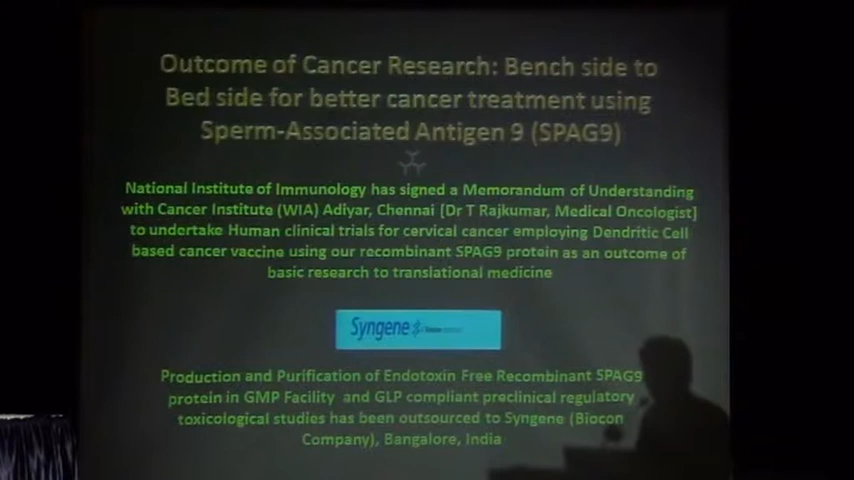 Outcome of Cancer Research: Bench side to
Bed side for better cancer treatment using
Sperm-Associated Antigen 9 (SPAG9)
National Institute of Immunology has signed a Memorandum of Understanding
with Cancer Institute (WIA) Adiyar, Chennai [Dr T Rajkumar, Medical Oncologist]
to undertake Human clinical trials for cervical cancer employing Dendritic Cell
based cancer vaccine using our recombinant SPAG9 protein as an outcome of
basic research to translational medicine
Syngene
Production and Purification of Endotoxin Free Recombinant SPAG9
protein in GMP Facility and GLP compliant preclinical regulatory
toxicological studies has been outsourced to Syngene (Biocon
Company), Bangalore, India